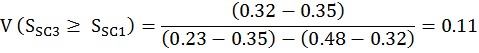 V (S_SC3 ≥ S_SC1) = (0.32 − 0.35) / ((0.23 − 0.35) − (0.48 − 0.32)) = 0.11